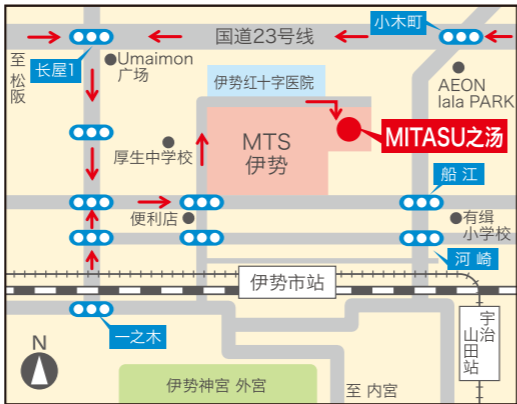 国道23号线
小木町
至
松
阪
长屋1
Umaimon
广场
伊势红十字医院
AEON
lala PARK
MITASU之汤
MTS
伊势
厚生中学校
船江
便利店
有缉
小学校
河崎
伊势市站
一之木
宇治
山田站
N
伊势神宮 外宮
至 内宮